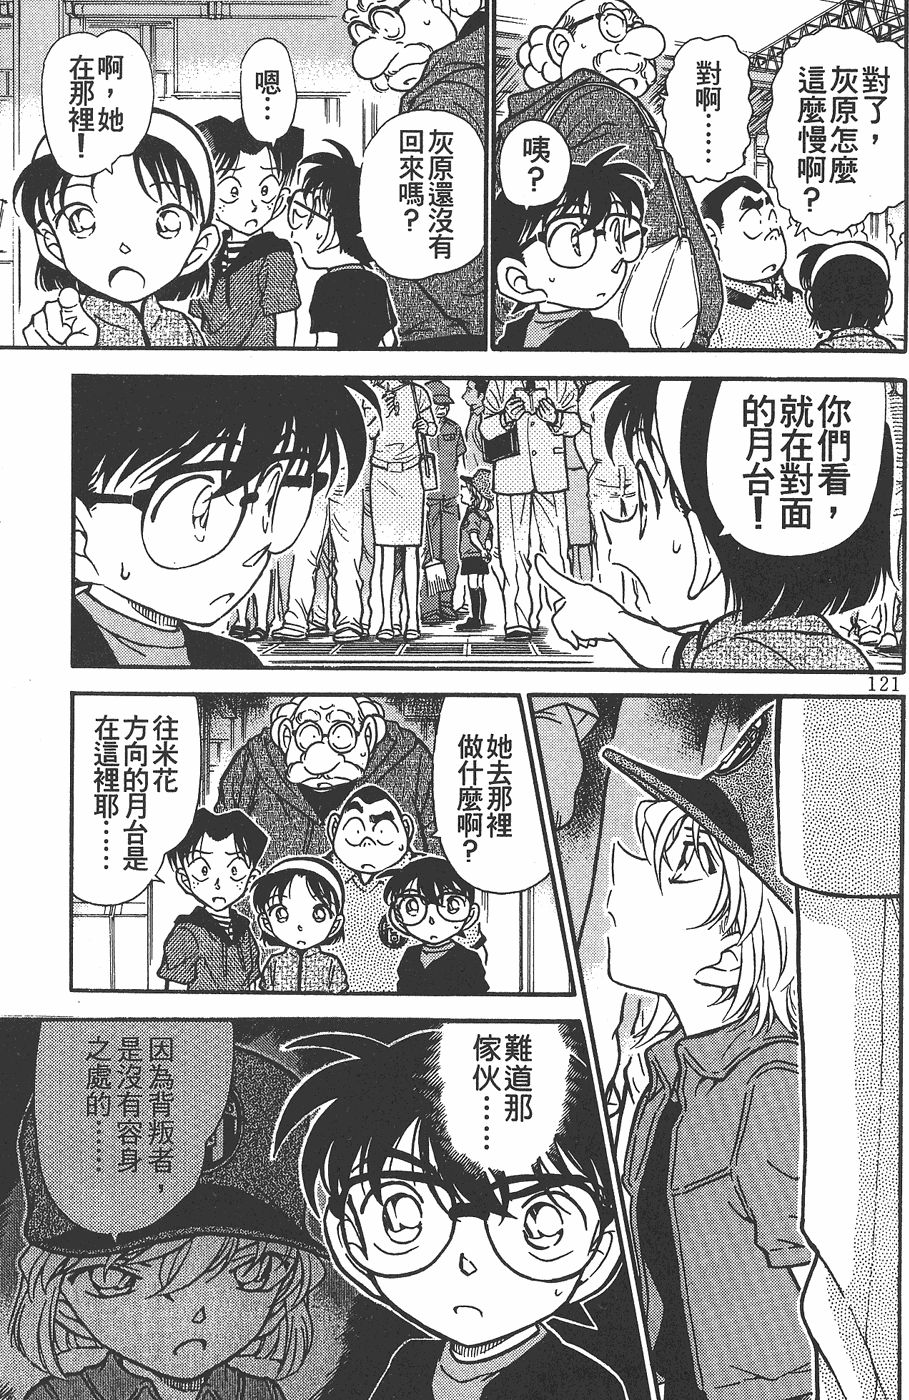 對了，
灰原怎麼
這麼慢啊？
對啊……
咦？
灰原還沒有
回來嗎？
嗯…
啊，她
在那裡！
你們看，
就在對面
的月台！
121
她去那裡
做什麼啊？
往米花
方向的月台是
在這裡耶……
難道那
傢伙……
因為背叛者，
是沒有容身
之處的……